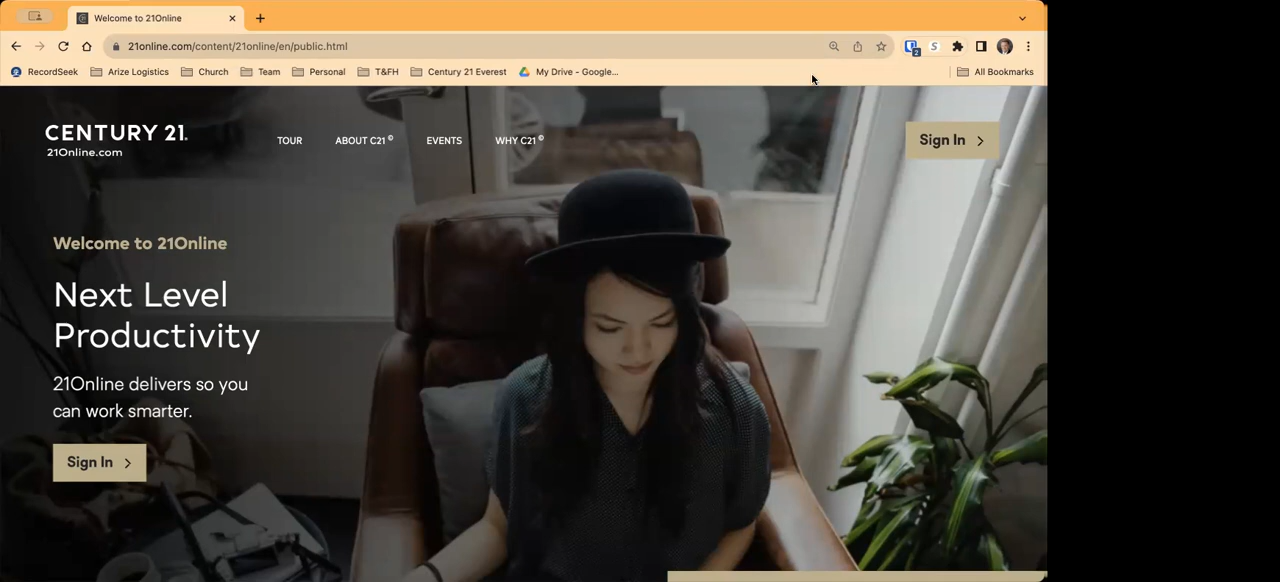 Welcome to 21Online
21online.com/content/21online/en/public.html
2
S
RecordSeek
Arize Logistics
Church
Team
Personal
T&FH
Century 21 Everest
My Drive - Google...
All Bookmarks
CENTURY 21.
21Online.com
TOUR
ABOUT C21®
EVENTS
WHY C21®
Sign In
Welcome to 21Online
Next Level
Productivity
21Online delivers so you
can work smarter.
Sign In